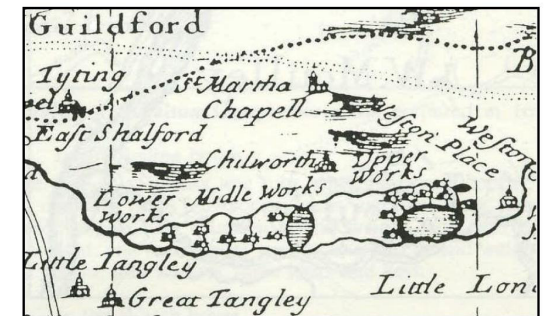 Guildford
B
Tyting
St Martha
Chapell
East Shalford
Weston Place
Weston
Chilworth
Upper
Works
Lower
Works
Midle Works
Little Tangley
Great Tangley
Little Lon